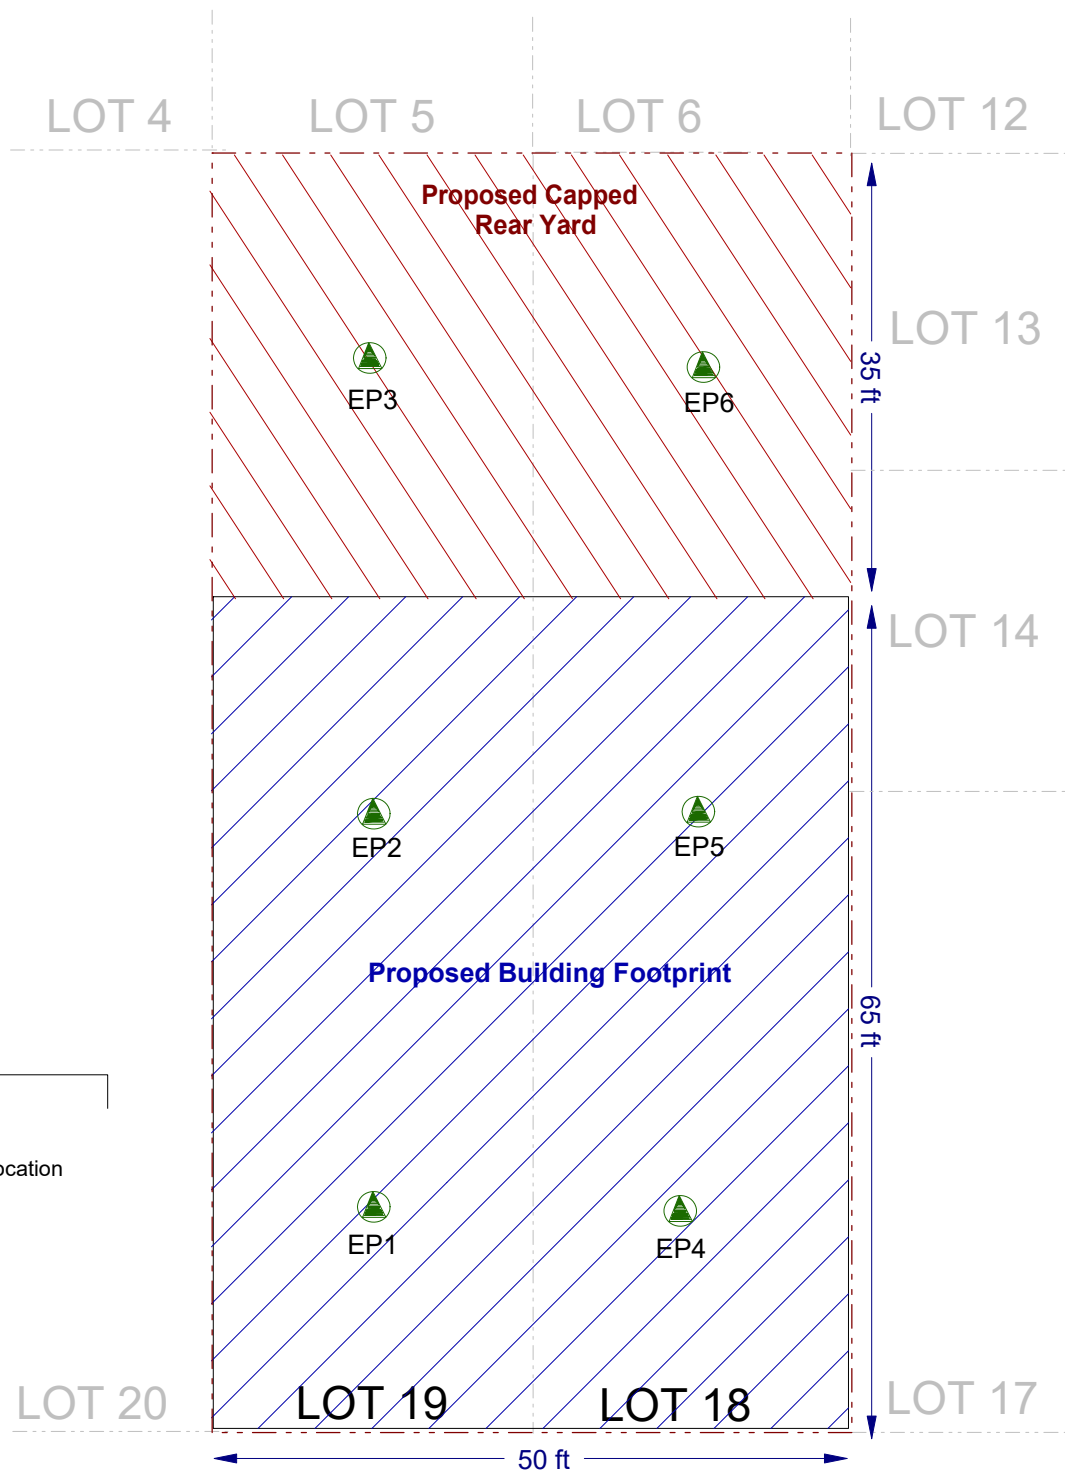 LOT 4
LOT 5
LOT 6
LOT 12
Proposed Capped
Rear Yard
LOT 13
35 ft
EP3
EP6
LOT 14
EP2
EP5
Proposed Building Footprint
65 ft
ocation
EP1
EP4
LOT 20
LOT 19
LOT 18
LOT 17
50 ft